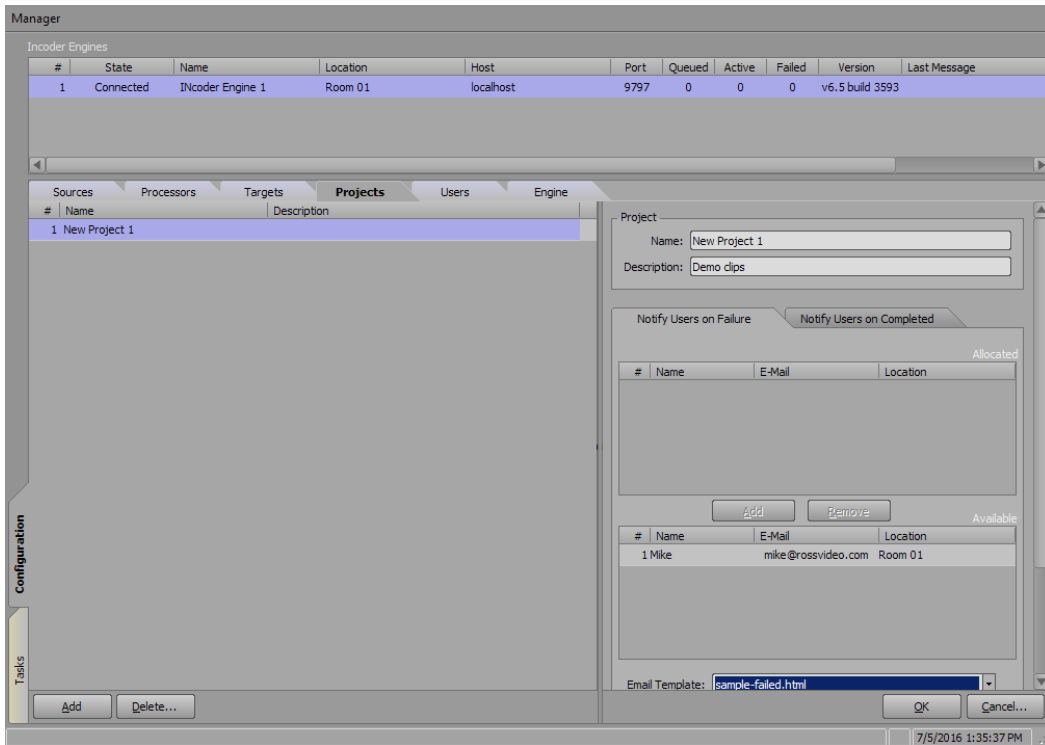 Manager
Incoder Engines
# State Name Location Host Port Queued Active Failed Version Last Message
1 Connected INcoder Engine 1 Room 01 localhost 9797 0 0 0 v6.5 build 3593
Sources Processors Targets Projects Users Engine
# Name Description
1 New Project 1
Project
Name: New Project 1
Description: Demo clips
Notify Users on Failure Notify Users on Completed
Allocated
# Name E-Mail Location
Add Remove
Available
# Name E-Mail Location
1 Mike mike@rossvideo.com Room 01
Email Template: sample-failed.html
Configuration
Tasks
Add Delete... OK Cancel...
7/5/2016 1:35:37 PM